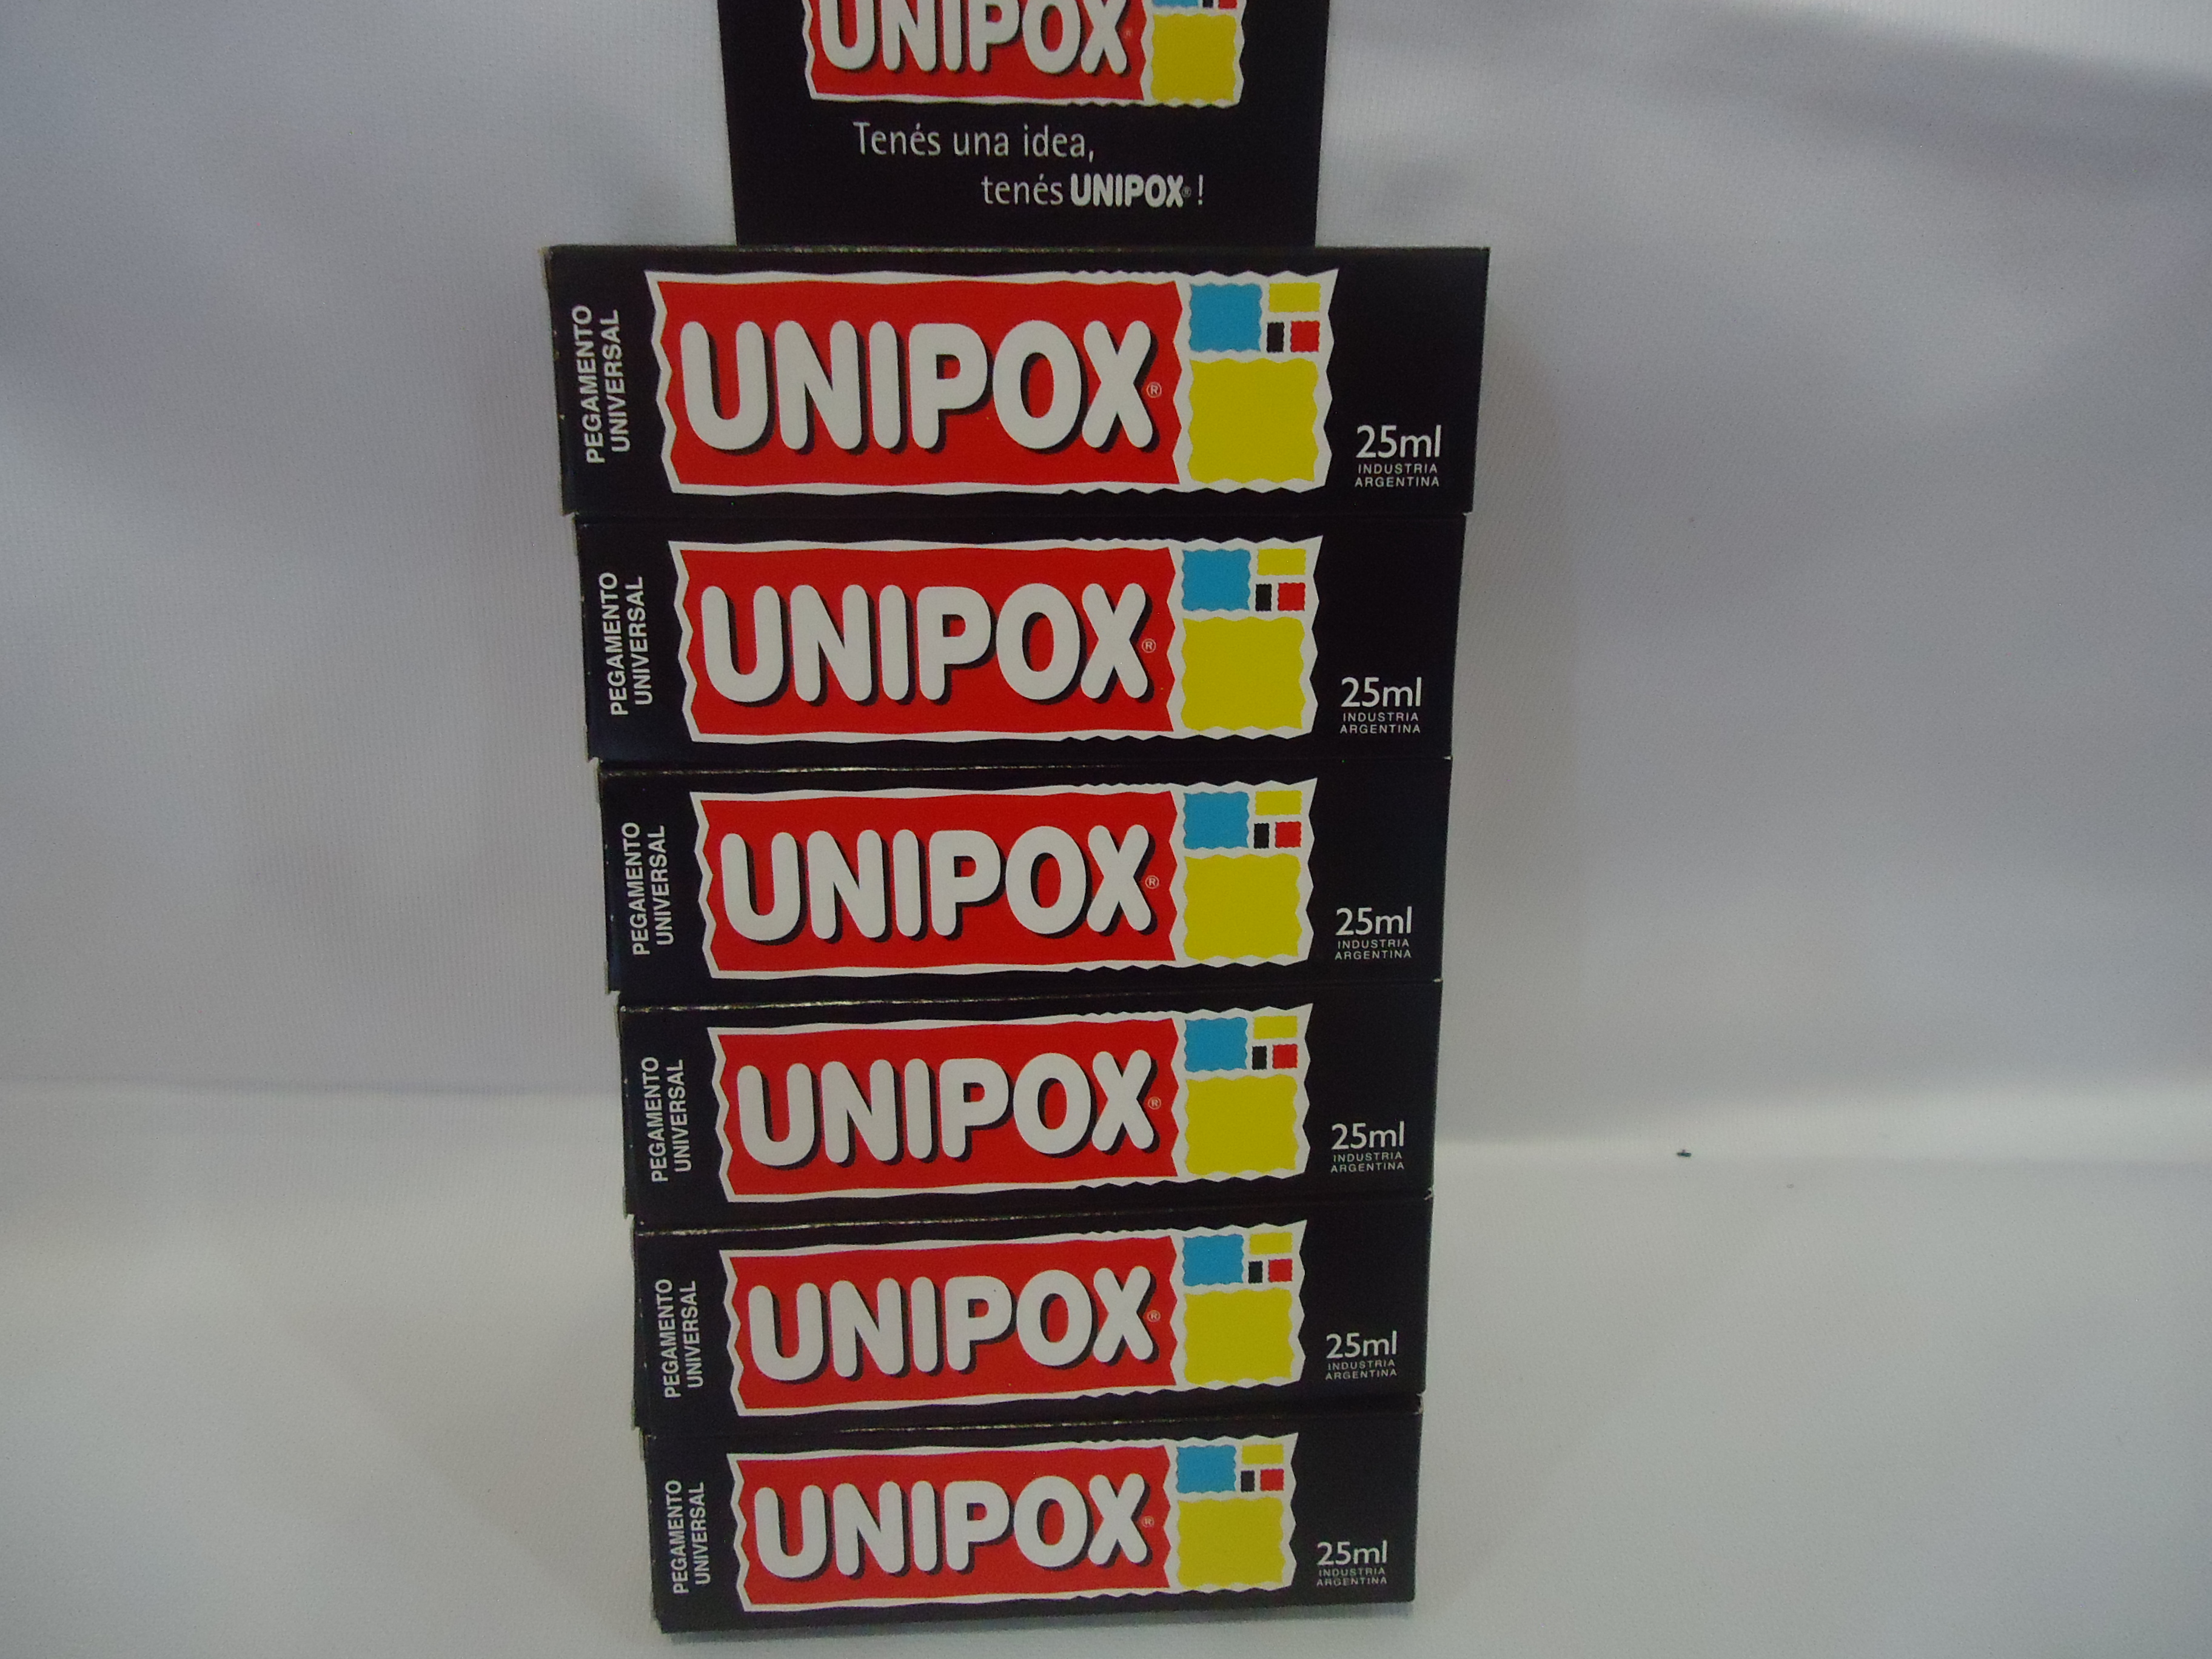 UNIPOX®
Tenés una idea,
tenés UNIPOX®!
PEGAMENTO
UNIVERSAL
UNIPOX®
25ml
INDUSTRIA
ARGENTINA
PEGAMENTO
UNIVERSAL
UNIPOX®
25ml
INDUSTRIA
ARGENTINA
PEGAMENTO
UNIVERSAL
UNIPOX®
25ml
INDUSTRIA
ARGENTINA
PEGAMENTO
UNIVERSAL
UNIPOX®
25ml
INDUSTRIA
ARGENTINA
PEGAMENTO
UNIVERSAL
UNIPOX®
25ml
INDUSTRIA
ARGENTINA
PEGAMENTO
UNIVERSAL
UNIPOX®
25ml
INDUSTRIA
ARGENTINA